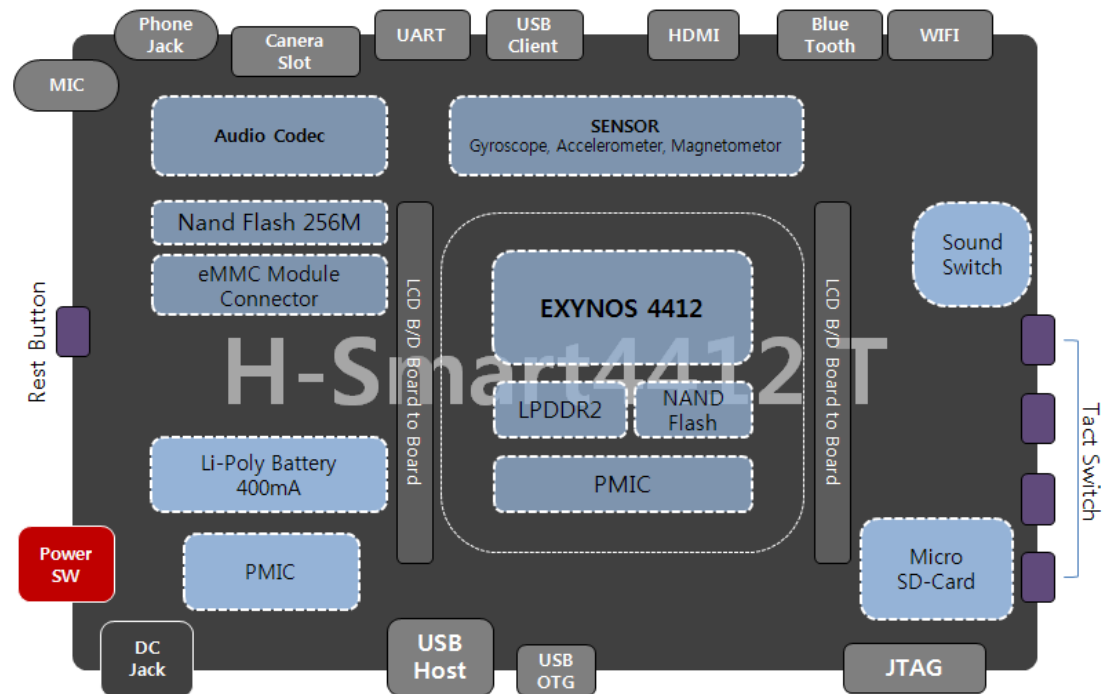 Phone
Jack
Canera
Slot
UART
USB
Client
HDMI
Blue
Tooth
WIFI
MIC
Audio Codec
SENSOR
Gyroscope, Accelerometer, Magnetometor
Nand Flash 256M
eMMC Module
Connector
LCD B/D Board to Board
EXYNOS 4412
LCD B/D Board to Board
Sound
Switch
Rest Button
H-Smart4412 T
LPDDR2
NAND
Flash
Tact Switch
Li-Poly Battery
400mA
PMIC
Power
SW
PMIC
Micro
SD-Card
DC
Jack
USB
Host
USB
OTG
JTAG